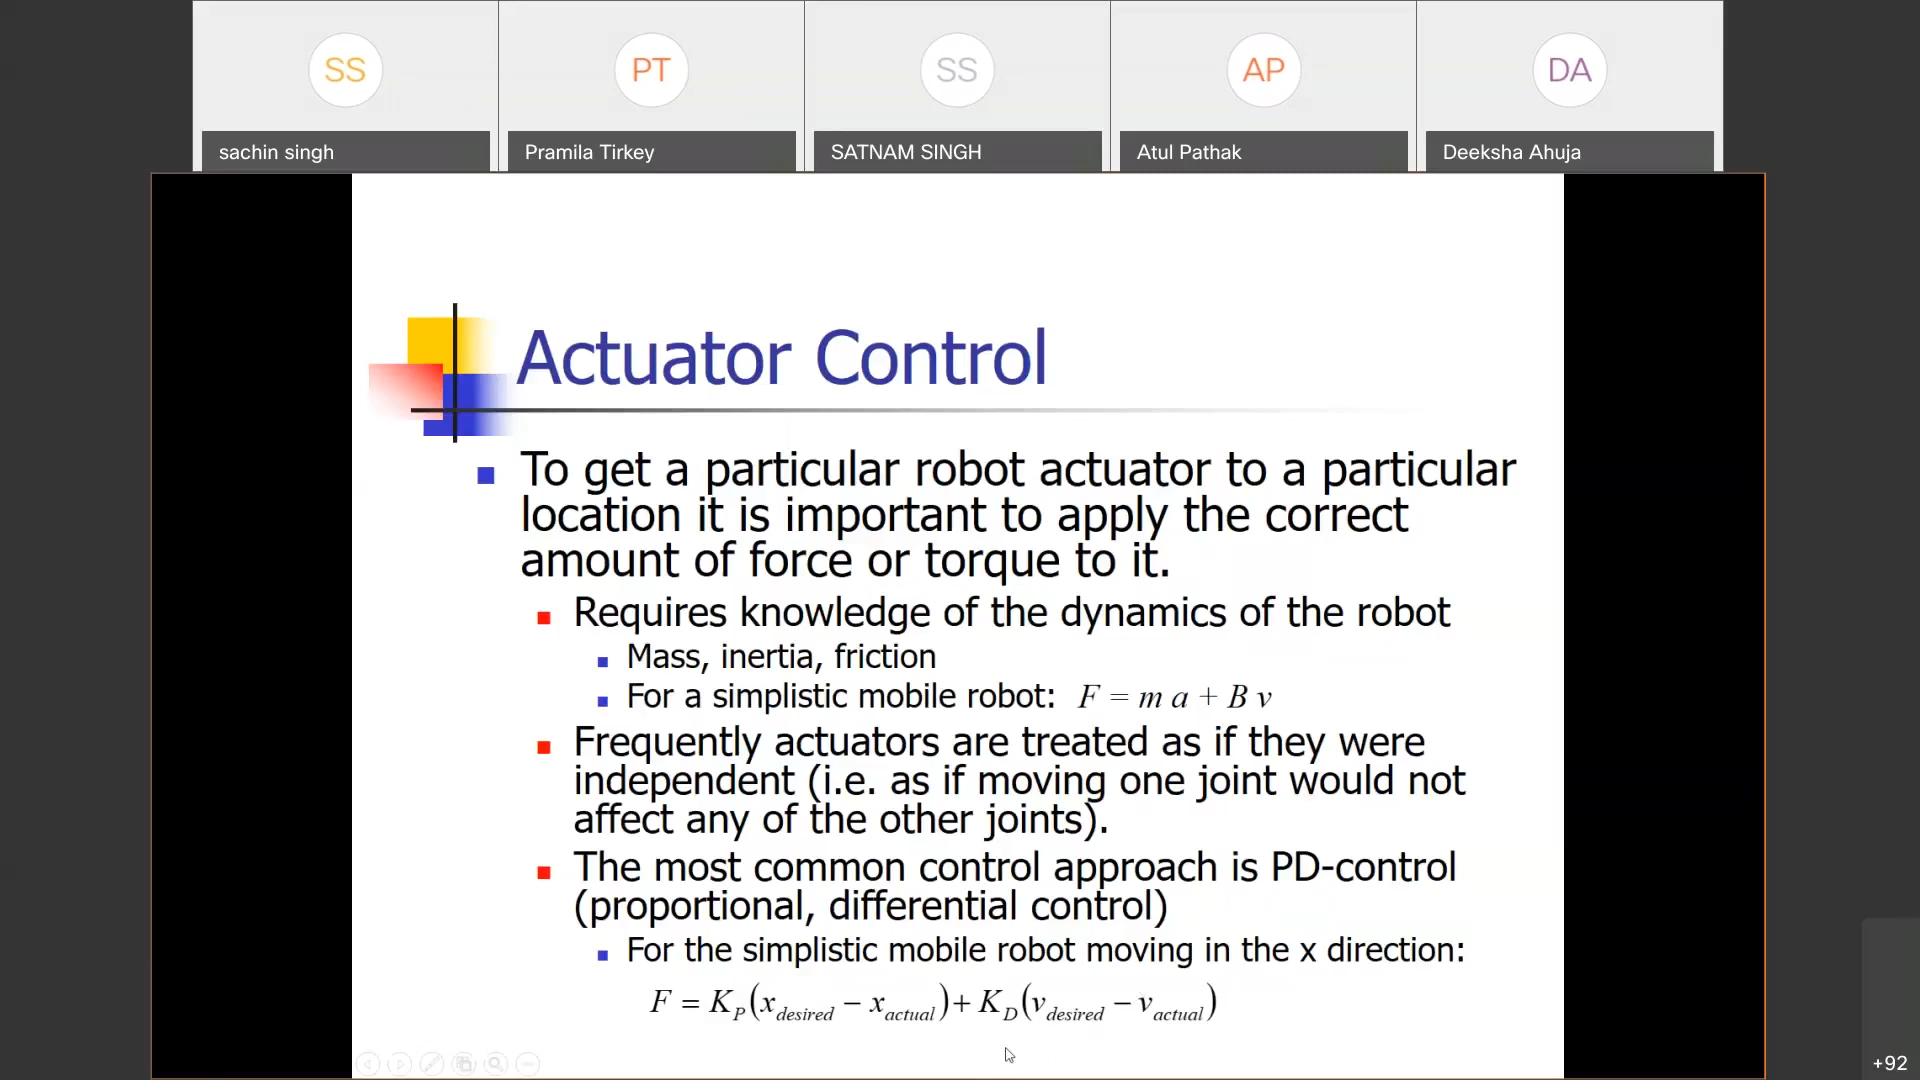 SS
PT
SS
AP
DA
sachin singh
Pramila Tirkey
SATNAM SINGH
Atul Pathak
Deeksha Ahuja
Actuator Control
To get a particular robot actuator to a particular
location it is important to apply the correct
amount of force or torque to it.
Requires knowledge of the dynamics of the robot
Mass, inertia, friction
For a simplistic mobile robot: F = m a + B v
Frequently actuators are treated as if they were
independent (i.e. as if moving one joint would not
affect any of the other joints).
The most common control approach is PD-control
(proportional, differential control)
For the simplistic mobile robot moving in the x direction:
F = K_P(x_desired − x_actual) + K_D(v_desired − v_actual)
+92